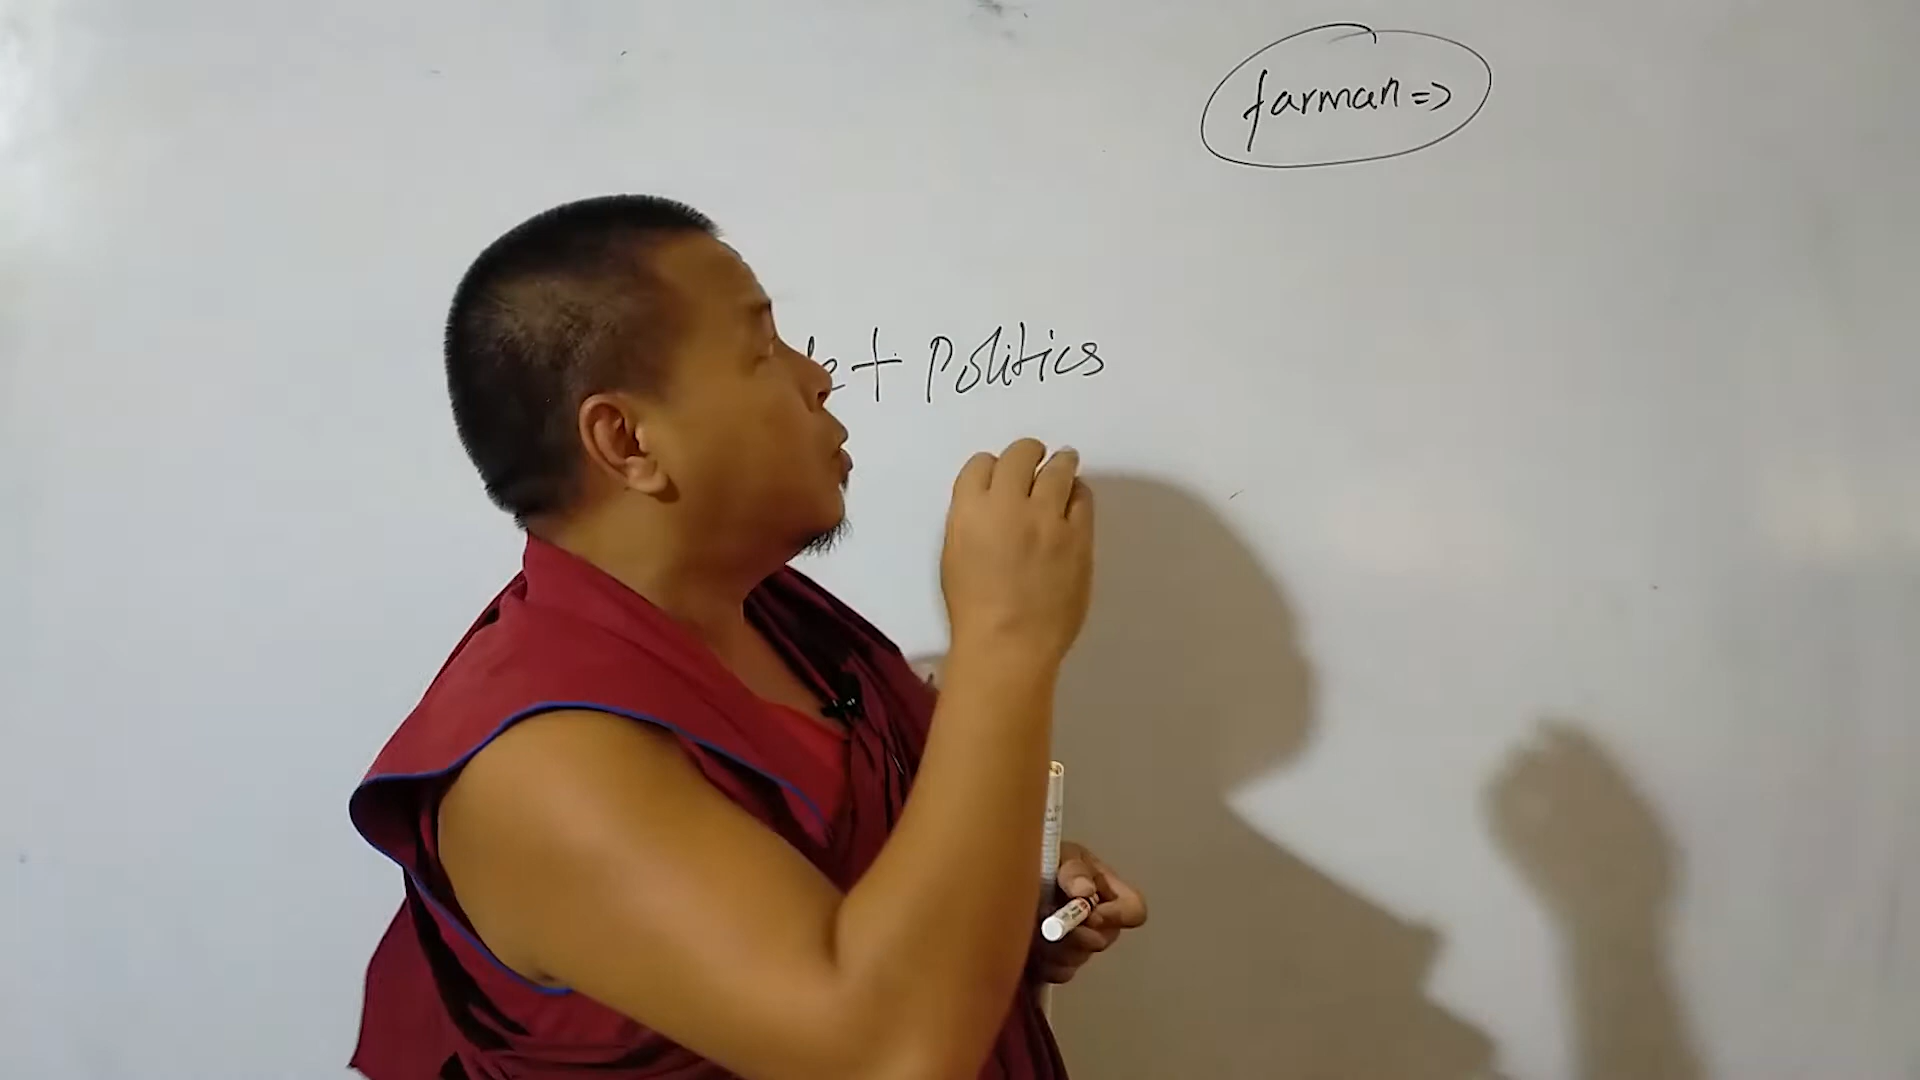 farman =>
+ Politics